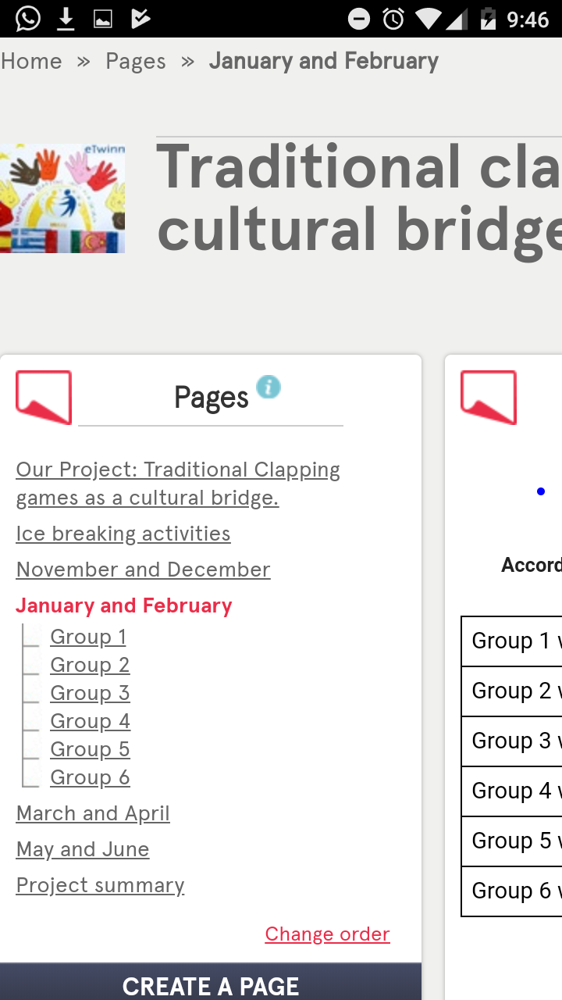 9:46
Home » Pages » January and February
eTwinn
Traditional cla
cultural bridge
Pages
i
Our Project: Traditional Clapping
games as a cultural bridge.
Ice breaking activities
November and December
January and February
Group 1
Group 2
Group 3
Group 4
Group 5
Group 6
March and April
May and June
Project summary
Change order
CREATE A PAGE
Accord
Group 1 w
Group 2 w
Group 3 w
Group 4 w
Group 5 w
Group 6 w